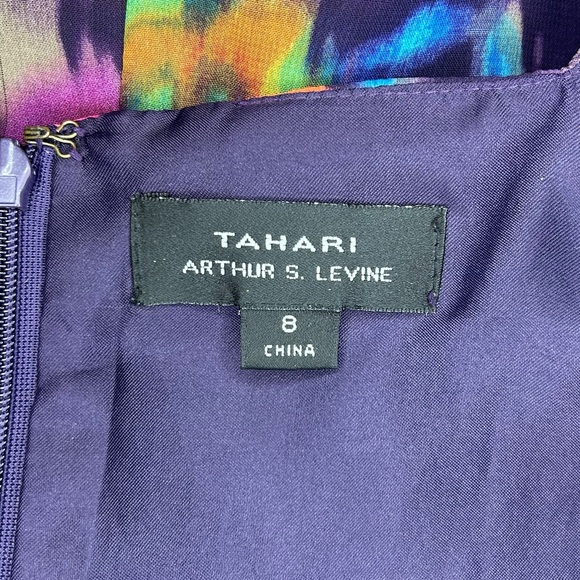 TAHARI
ARTHUR S. LEVINE
8
CHINA